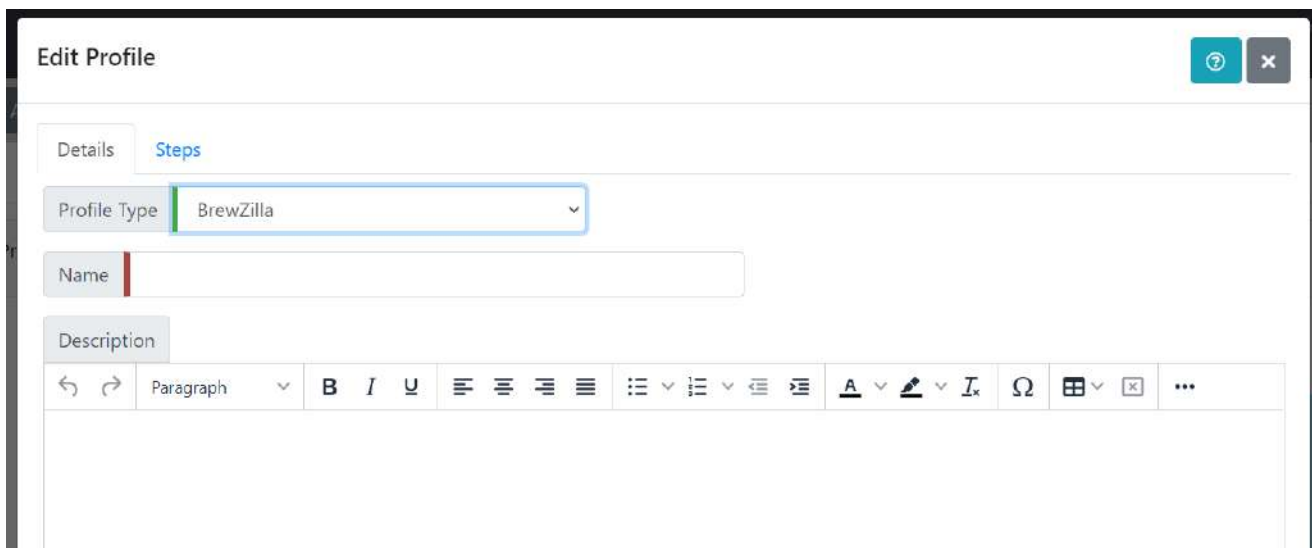 Edit Profile
Details Steps
Profile Type BrewZilla
Name
Description
Paragraph B I U A Ω